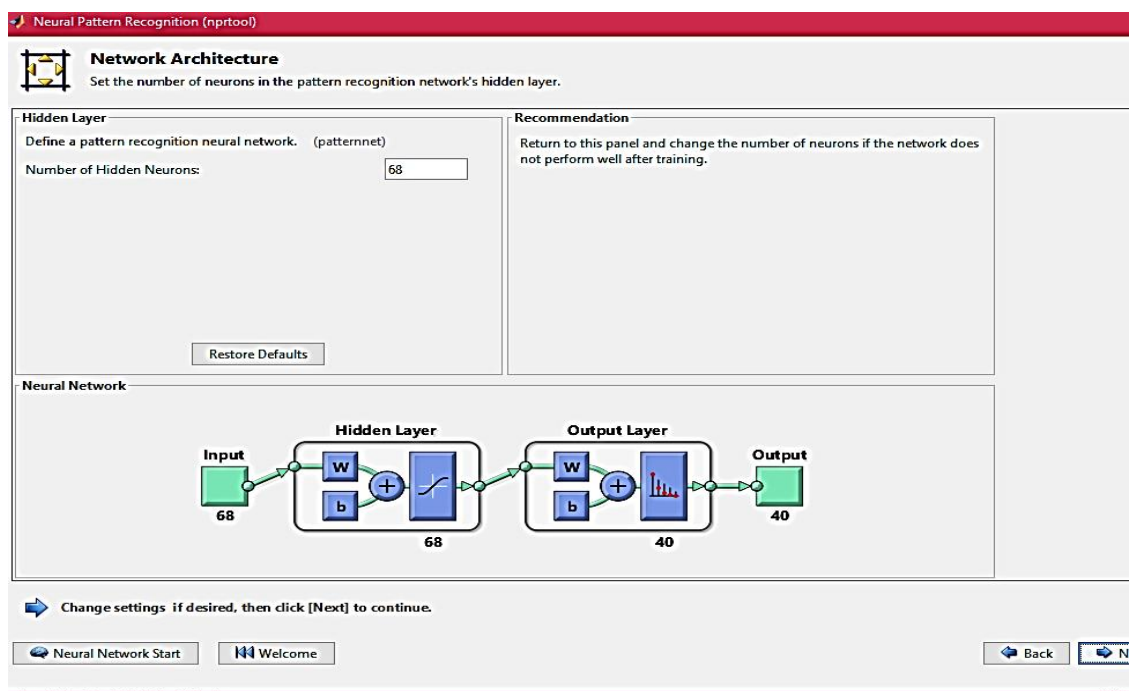 Neural Pattern Recognition (nprtool)
Network Architecture
Set the number of neurons in the pattern recognition network's hidden layer.
Hidden Layer
Define a pattern recognition neural network. (patternnet)
Number of Hidden Neurons: 68
Restore Defaults
Recommendation
Return to this panel and change the number of neurons if the network does
not perform well after training.
Neural Network
Hidden Layer
Output Layer
Input
Output
W
b
+
W
b
+
68
68
40
40
Change settings if desired, then click [Next] to continue.
Neural Network Start
Welcome
Back
N